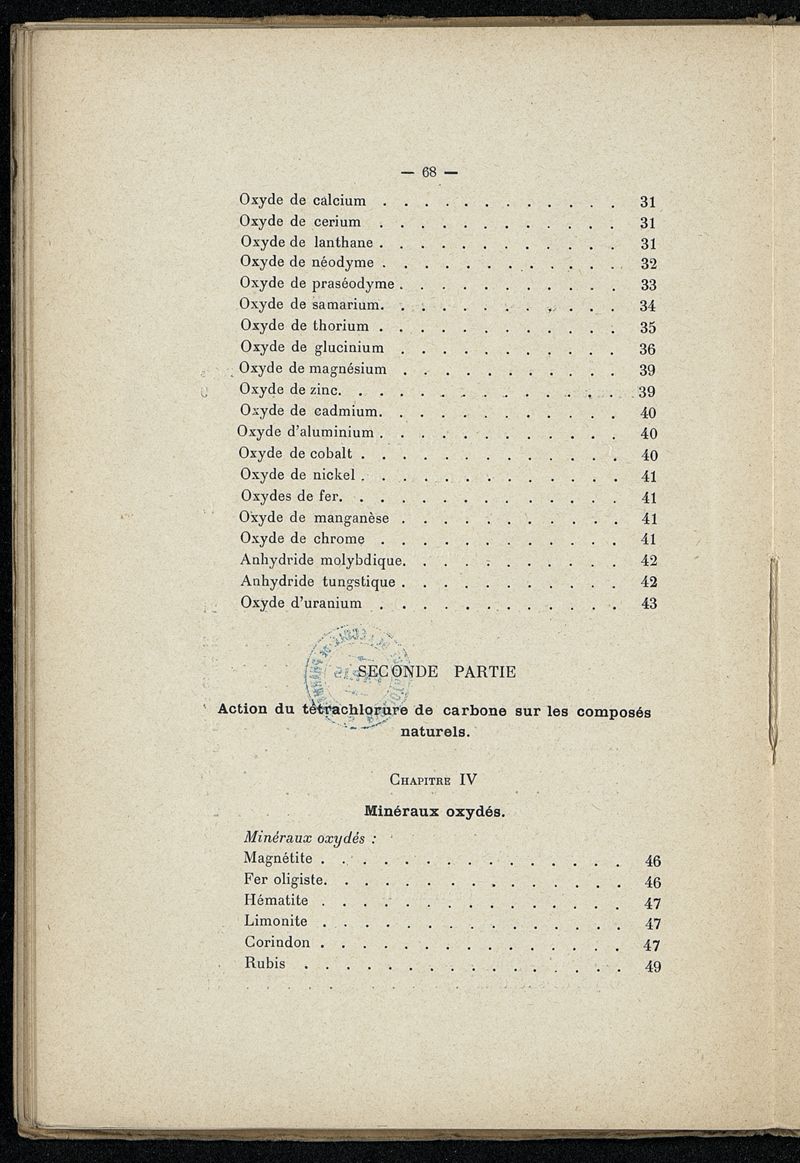 — 68 —
Oxyde de calcium . . . . . . . . . . . . 31
Oxyde de cerium . . . . . . . . . . . . 31
Oxyde de lanthane . . . . . . . . . . . . 31
Oxyde de néodyme . . . . . . . . . . . . 32
Oxyde de praséodyme . . . . . . . . . . . 33
Oxyde de samarium. . . . . . . . . . . . 34
Oxyde de thorium . . . . . . . . . . . . 35
Oxyde de glucinium . . . . . . . . . . . 36
Oxyde de magnésium . . . . . . . . . . . 39
Oxyde de zinc. . . . . . . . . . . . . . 39
Oxyde de cadmium. . . . . . . . . . . . 40
Oxyde d'aluminium . . . . . . . . . . . . 40
Oxyde de cobalt . . . . . . . . . . . . . 40
Oxyde de nickel . . . . . . . . . . . . . 41
Oxydes de fer. . . . . . . . . . . . . . 41
Oxyde de manganèse . . . . . . . . . . . 41
Oxyde de chrome . . . . . . . . . . . . 41
Anhydride molybdique. . . . . . . . . . . 42
Anhydride tungstique . . . . . . . . . . . 42
Oxyde d'uranium . . . . . . . . . . . . 43
SECONDE PARTIE
Action du tétrachlorure de carbone sur les composés
naturels.
CHAPITRE IV
Minéraux oxydés.
Minéraux oxydés :
Magnétite . . . . . . . . . . . . . . . 46
Fer oligiste. . . . . . . . . . . . . . . 46
Hématite . . . . . . . . . . . . . . . 47
Limonite . . . . . . . . . . . . . . . 47
Corindon . . . . . . . . . . . . . . . 47
Rubis . . . . . . . . . . . . . . . . 49